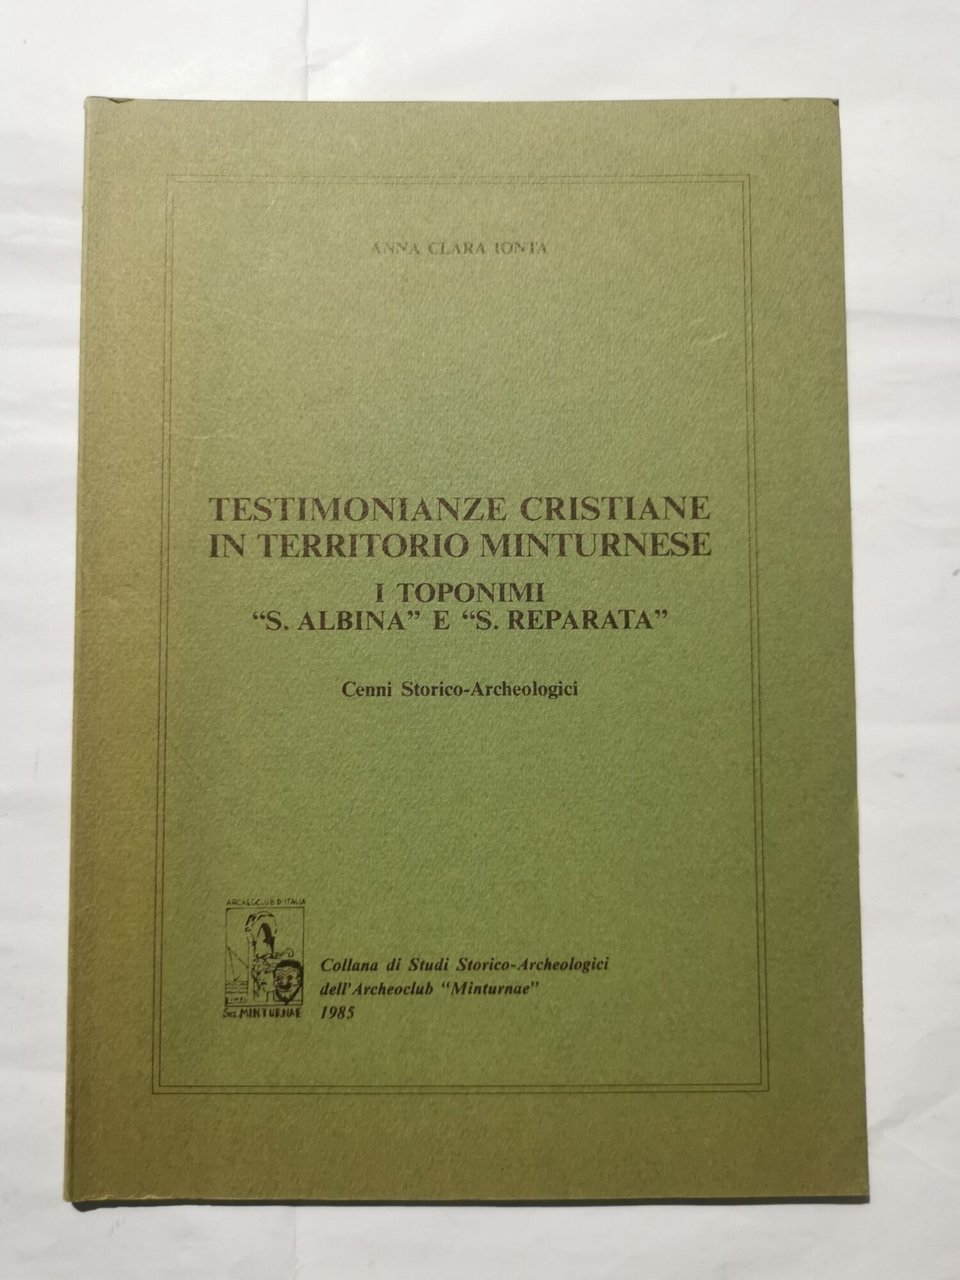 ANNA CLARA IONTA
TESTIMONIANZE CRISTIANE
IN TERRITORIO MINTURNESE
I TOPONIMI
“S. ALBINA” E “S. REPARATA”
Cenni Storico-Archeologici
ARCHEOCLUB D'ITALIA
SEZ. MINTURNAE
Collana di Studi Storico-Archeologici
dell'Archeoclub “Minturnae”
1985